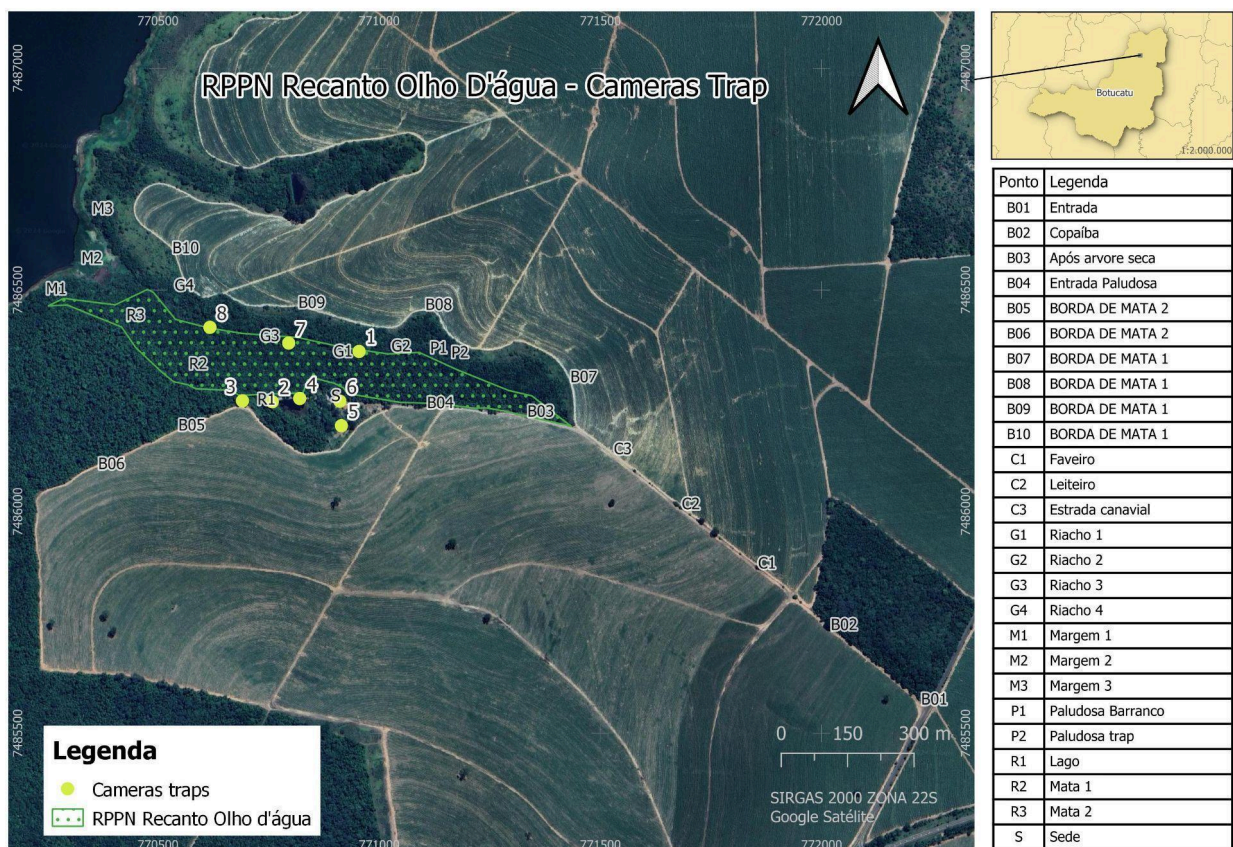 770500 771000 771500 772000
RPPN Recanto Olho D'água - Cameras Trap
7487000
7487000
M3
B10
M2
G4
M1
7486500
7486500
B09
B08
R3
8
G3
7
1
G1
G2
P1
P2
R2
B07
3
R1
2
4
S
6
5
B04
B03
B05
B06
C3
7486000
7486000
C2
C1
B02
B01
7485500
7485500
0 150 300 m
SIRGAS 2000 ZONA 22S
Google Satélite
Legenda
Cameras traps
RPPN Recanto Olho d'água
770500 771000 771500 772000
Botucatu
1:2.000.000
Ponto Legenda
B01 Entrada
B02 Copaíba
B03 Após arvore seca
B04 Entrada Paludosa
B05 BORDA DE MATA 2
B06 BORDA DE MATA 2
B07 BORDA DE MATA 1
B08 BORDA DE MATA 1
B09 BORDA DE MATA 1
B10 BORDA DE MATA 1
C1 Faveiro
C2 Leiteiro
C3 Estrada canavial
G1 Riacho 1
G2 Riacho 2
G3 Riacho 3
G4 Riacho 4
M1 Margem 1
M2 Margem 2
M3 Margem 3
P1 Paludosa Barranco
P2 Paludosa trap
R1 Lago
R2 Mata 1
R3 Mata 2
S Sede